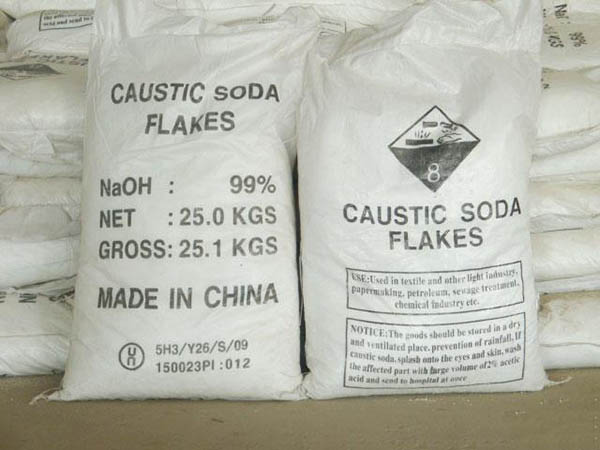 CAUSTIC SODA
FLAKES
NaOH : 99%
NET : 25.0 KGS
GROSS: 25.1 KGS
MADE IN CHINA
un
5H3/Y26/S/09
150023PI:012
8
CAUSTIC SODA
FLAKES
USE:Used in textile and other light industry,
papermaking, petroleum, sewage treatment,
chemical industry etc.
NOTICE:The goods should be stored in a dry
and ventilated place, prevention of rainfall. If
caustic soda, splash onto the eyes and skin, wash
the affected part with large volume of 2% acetic
acid and send to hospital at once
99%
KGS